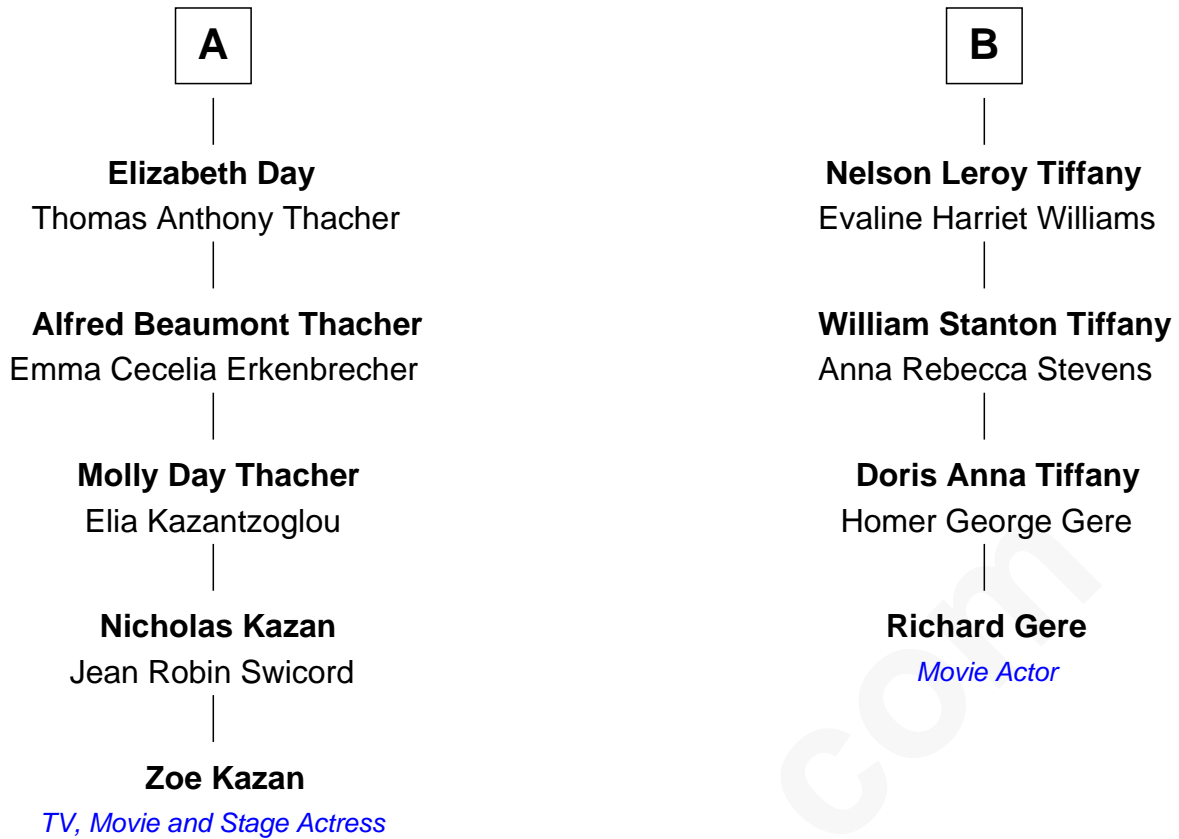 A
B
Elizabeth Day
Thomas Anthony Thacher
Nelson Leroy Tiffany
Evaline Harriet Williams
Alfred Beaumont Thacher
Emma Cecelia Erkenbrecher
William Stanton Tiffany
Anna Rebecca Stevens
Molly Day Thacher
Elia Kazantzoglou
Doris Anna Tiffany
Homer George Gere
Nicholas Kazan
Jean Robin Swicord
Richard Gere
Movie Actor
Zoe Kazan
TV, Movie and Stage Actress
com